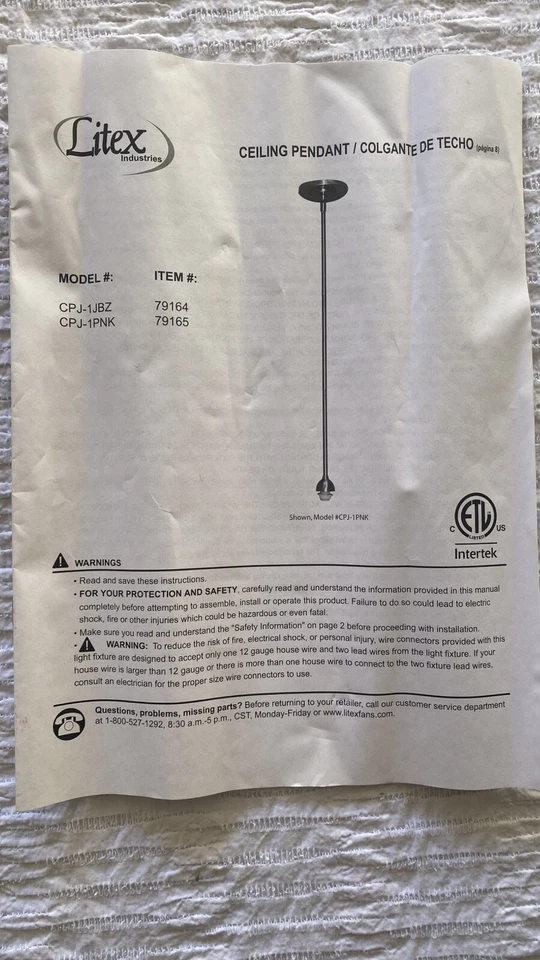 Litex
Industries
CEILING PENDANT / COLGANTE DE TECHO (página 8)
MODEL #: ITEM #:
CPJ-1JBZ 79164
CPJ-1PNK 79165
Shown, Model #CPJ-1PNK
C ETL US
LISTED
Intertek
WARNINGS
• Read and save these instructions.
• FOR YOUR PROTECTION AND SAFETY, carefully read and understand the information provided in this manual
completely before attempting to assemble, install or operate this product. Failure to do so could lead to electric
shock, fire or other injuries which could be hazardous or even fatal.
• Make sure you read and understand the "Safety Information" on page 2 before proceeding with installation.
• WARNING: To reduce the risk of fire, electrical shock, or personal injury, wire connectors provided with this
light fixture are designed to accept only one 12 gauge house wire and two lead wires from the light fixture. If your
house wire is larger than 12 gauge or there is more than one house wire to connect to the two fixture lead wires,
consult an electrician for the proper size wire connectors to use.
Questions, problems, missing parts? Before returning to your retailer, call our customer service department
at 1-800-527-1292, 8:30 a.m.-5 p.m., CST, Monday-Friday or www.litexfans.com.